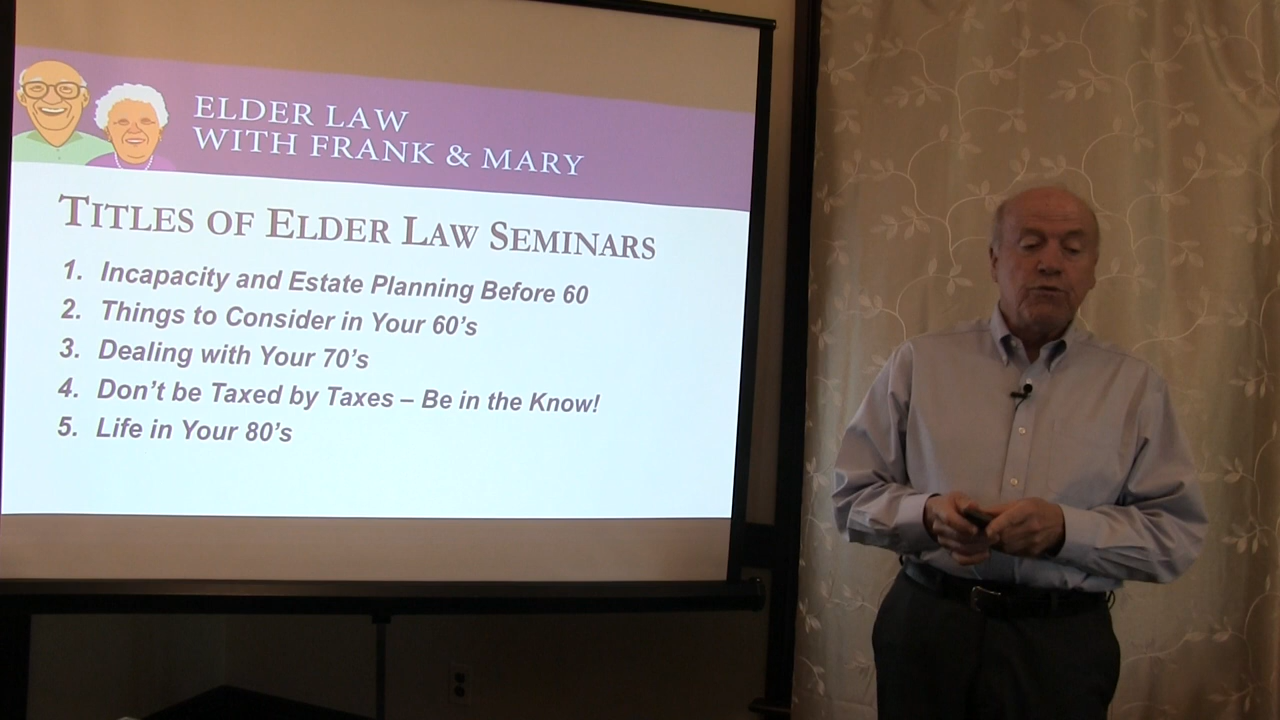 ELDER LAW
WITH FRANK & MARY
TITLES OF ELDER LAW SEMINARS
1. Incapacity and Estate Planning Before 60
2. Things to Consider in Your 60's
3. Dealing with Your 70's
4. Don't be Taxed by Taxes – Be in the Know!
5. Life in Your 80's